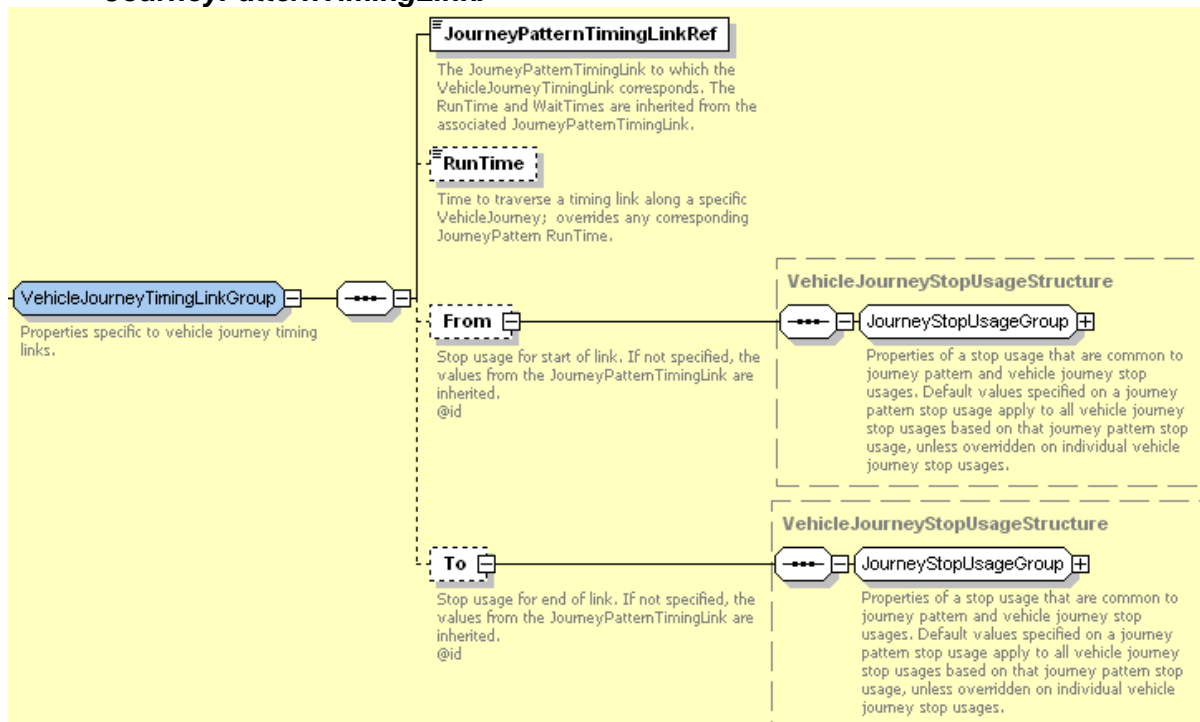 JourneyPatternTimingLink.
JourneyPatternTimingLinkRef
The JourneyPatternTimingLink to which the
VehicleJourneyTimingLink corresponds. The
RunTime and WaitTimes are inherited from the
associated JourneyPatternTimingLink.
RunTime
Time to traverse a timing link along a specific
VehicleJourney; overrides any corresponding
JourneyPattern RunTime.
VehicleJourneyTimingLinkGroup
Properties specific to vehicle journey timing
links.
From
Stop usage for start of link. If not specified, the
values from the JourneyPatternTimingLink are
inherited.
@id
VehicleJourneyStopUsageStructure
JourneyStopUsageGroup
Properties of a stop usage that are common to
journey pattern and vehicle journey stop
usages. Default values specified on a journey
pattern stop usage apply to all vehicle journey
stop usages based on that journey pattern stop
usage, unless overridden on individual vehicle
journey stop usages.
To
Stop usage for end of link. If not specified, the
values from the JourneyPatternTimingLink are
inherited.
@id
VehicleJourneyStopUsageStructure
JourneyStopUsageGroup
Properties of a stop usage that are common to
journey pattern and vehicle journey stop
usages. Default values specified on a journey
pattern stop usage apply to all vehicle journey
stop usages based on that journey pattern stop
usage, unless overridden on individual vehicle
journey stop usages.